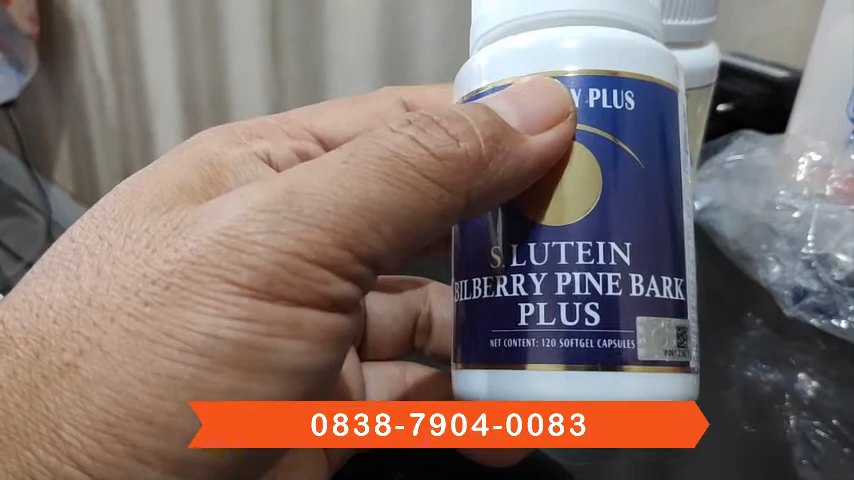 PLUS
S. LUTEIN
BILBERRY PINE BARK
PLUS
NET CONTENT: 120 SOFTGEL CAPSULES
0838-7904-0083